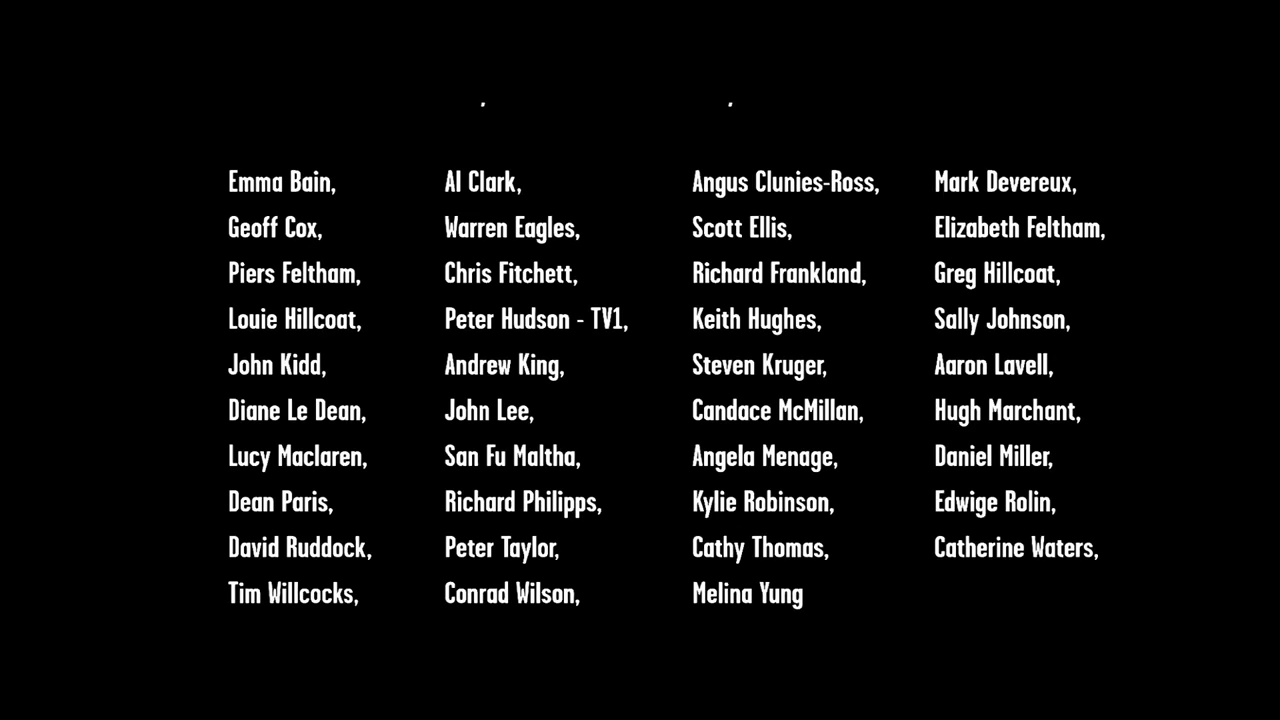 Emma Bain, Al Clark, Angus Clunies-Ross, Mark Devereux,
Geoff Cox, Warren Eagles, Scott Ellis, Elizabeth Feltham,
Piers Feltham, Chris Fitchett, Richard Frankland, Greg Hillcoat,
Louie Hillcoat, Peter Hudson - TV1, Keith Hughes, Sally Johnson,
John Kidd, Andrew King, Steven Kruger, Aaron Lavell,
Diane Le Dean, John Lee, Candace McMillan, Hugh Marchant,
Lucy Maclaren, San Fu Maltha, Angela Menage, Daniel Miller,
Dean Paris, Richard Philipps, Kylie Robinson, Edwige Rolin,
David Ruddock, Peter Taylor, Cathy Thomas, Catherine Waters,
Tim Willcocks, Conrad Wilson, Melina Yung